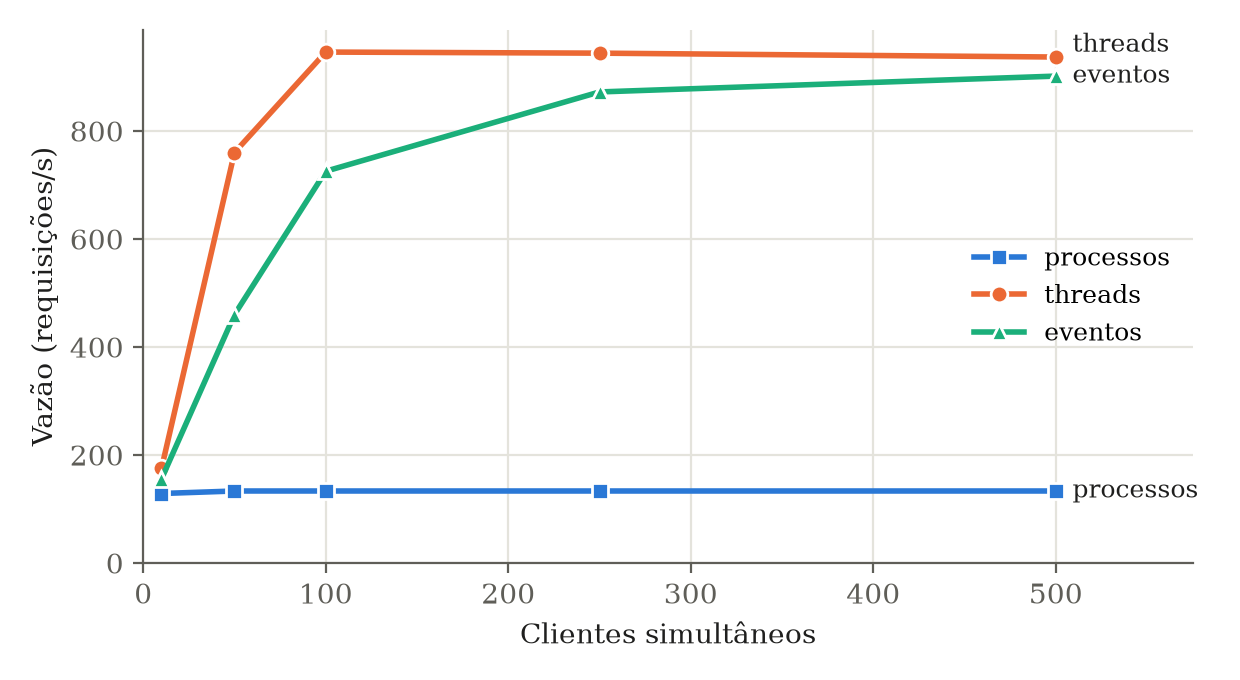 threads
eventos
800
600
400
200
0
Vazão (requisições/s)
processos
threads
eventos
processos
0
100
200
300
400
500
Clientes simultâneos